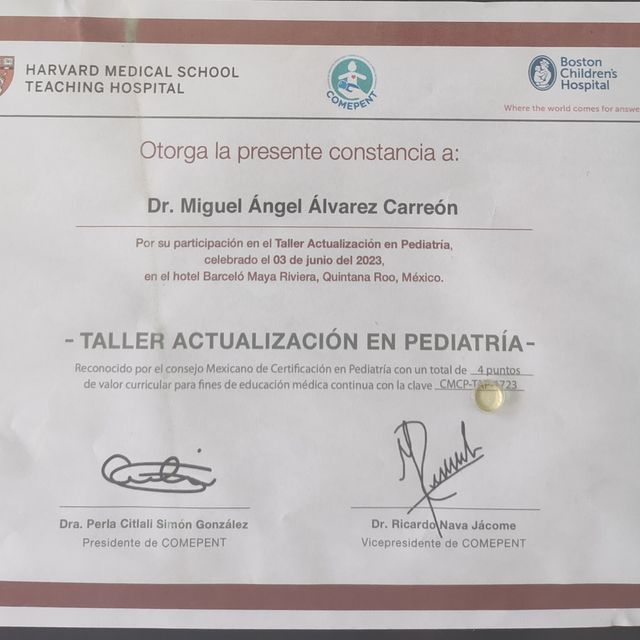 HARVARD MEDICAL SCHOOL
TEACHING HOSPITAL
COMEPENT
Boston
Children's
Hospital
Where the world comes for
Otorga la presente constancia a:
Dr. Miguel Ángel Álvarez Carreón
Por su participación en el Taller Actualización en Pediatría,
celebrado el 03 de junio del 2023,
en el hotel Barceló Maya Riviera, Quintana Roo, México.
- TALLER ACTUALIZACIÓN EN PEDIATRÍA -
Reconocido por el consejo Mexicano de Certificación en Pediatría con un total de 4 puntos
de valor curricular para fines de educación médica continua con la clave
Dra. Perla Citlali Simón González
Presidente de COMEPENT
Dr. Ricardo Nava Jácome
Vicepresidente de COMEPENT